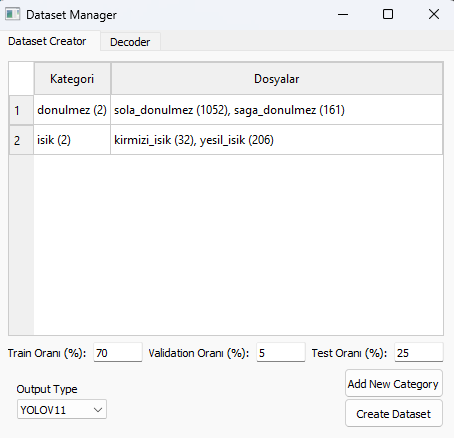 Dataset Manager
Dataset Creator Decoder
Kategori Dosyalar
1 donulmez (2) sola_donulmez (1052), saga_donulmez (161)
2 isik (2) kirmizi_isik (32), yesil_isik (206)
Train Oranı (%): 70 Validation Oranı (%): 5 Test Oranı (%): 25
Output Type
YOLOV11
Add New Category
Create Dataset